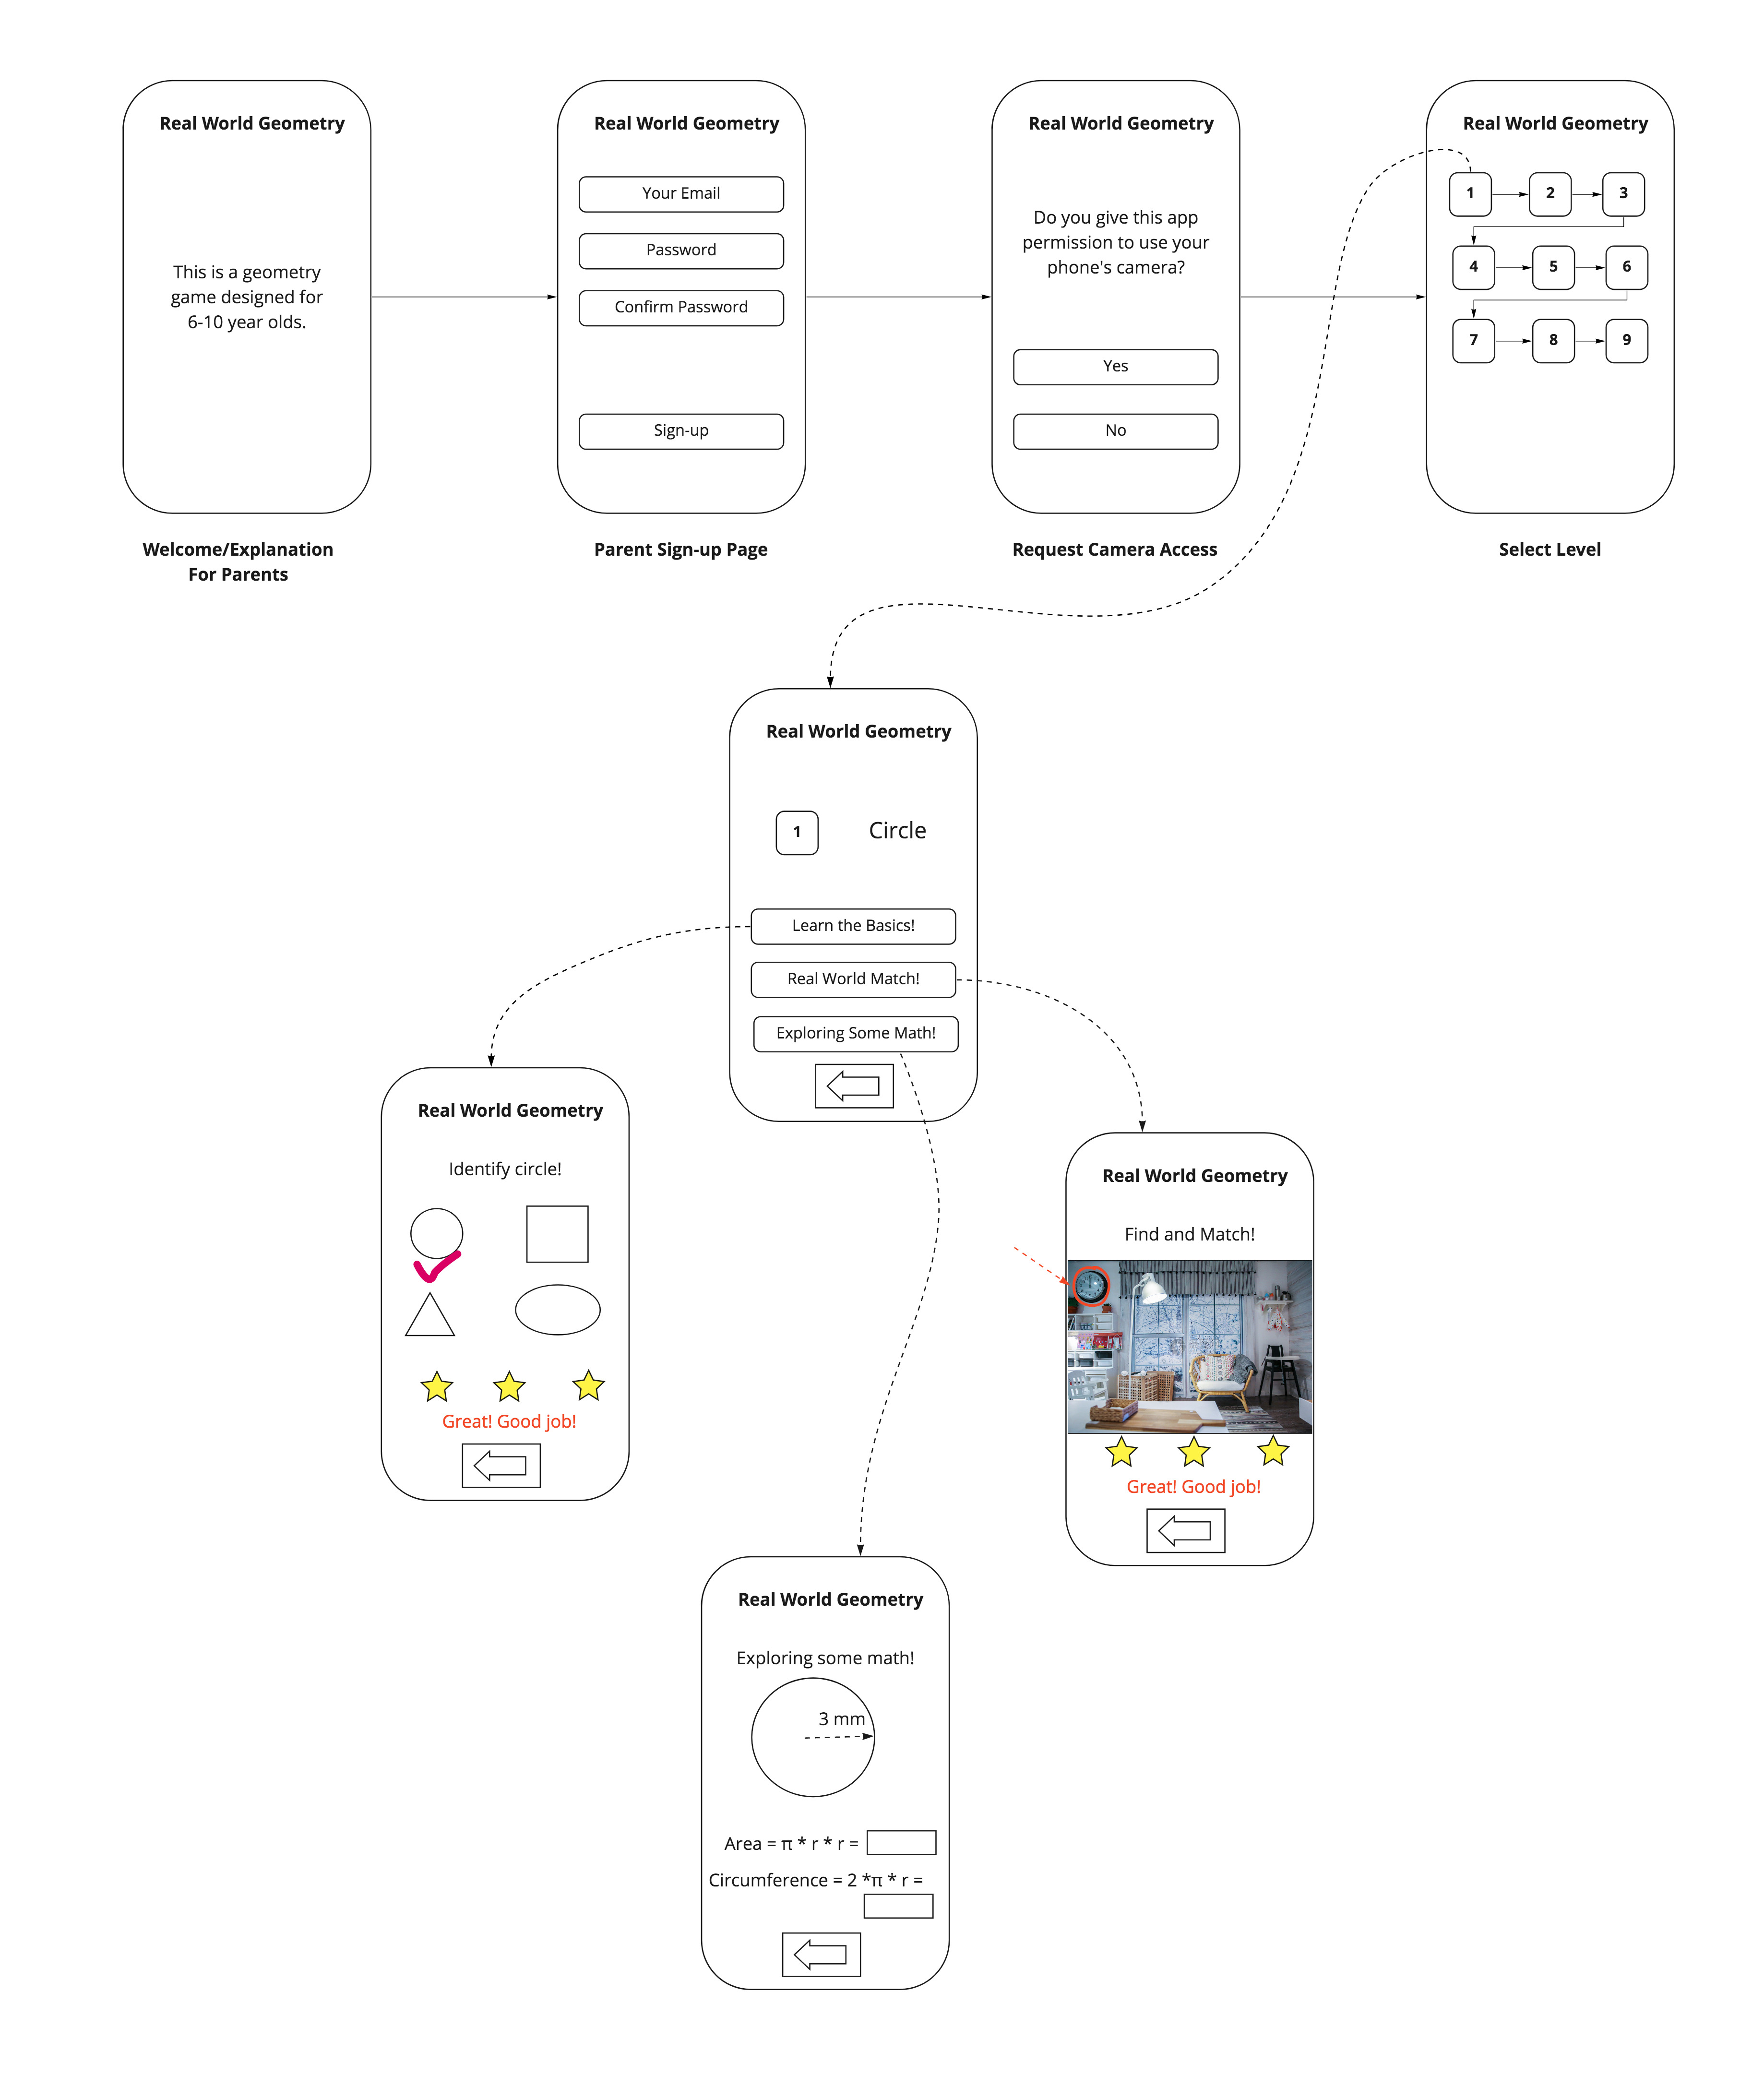 Real World Geometry
This is a geometry
game designed for
6-10 year olds.
Welcome/Explanation
For Parents
Real World Geometry
Your Email
Password
Confirm Password
Sign-up
Parent Sign-up Page
Real World Geometry
Do you give this app
permission to use your
phone's camera?
Yes
No
Request Camera Access
Real World Geometry
1 2 3
4 5 6
7 8 9
Select Level
Real World Geometry
1 Circle
Learn the Basics!
Real World Match!
Exploring Some Math!
Real World Geometry
Identify circle!
Great! Good job!
Real World Geometry
Find and Match!
Great! Good job!
Real World Geometry
Exploring some math!
3 mm
Area = π * r * r =
Circumference = 2 *π * r =